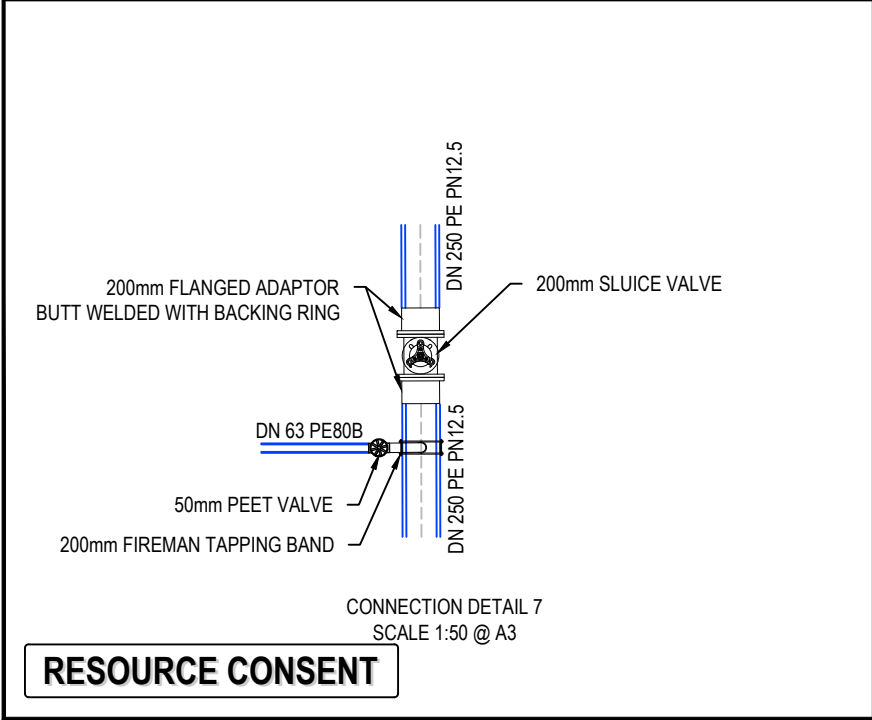 DN 250 PE PN12.5
200mm FLANGED ADAPTOR
BUTT WELDED WITH BACKING RING
200mm SLUICE VALVE
DN 63 PE80B
DN 250 PE PN12.5
50mm PEET VALVE
200mm FIREMAN TAPPING BAND
CONNECTION DETAIL 7
SCALE 1:50 @ A3
RESOURCE CONSENT